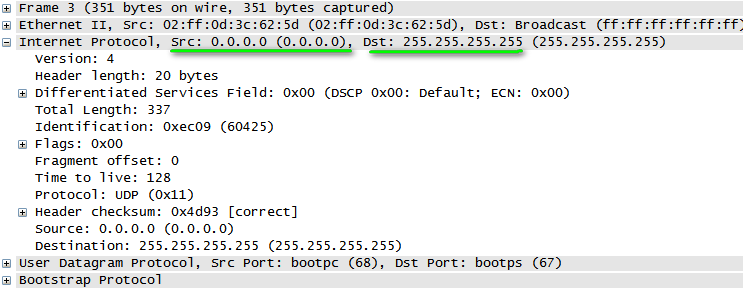 Frame 3 (351 bytes on wire, 351 bytes captured)
Ethernet II, Src: 02:ff:0d:3c:62:5d (02:ff:0d:3c:62:5d), Dst: Broadcast (ff:ff:ff:ff:ff:ff)
Internet Protocol, Src: 0.0.0.0 (0.0.0.0), Dst: 255.255.255.255 (255.255.255.255)
Version: 4
Header length: 20 bytes
Differentiated Services Field: 0x00 (DSCP 0x00: Default; ECN: 0x00)
Total Length: 337
Identification: 0xec09 (60425)
Flags: 0x00
Fragment offset: 0
Time to live: 128
Protocol: UDP (0x11)
Header checksum: 0x4d93 [correct]
Source: 0.0.0.0 (0.0.0.0)
Destination: 255.255.255.255 (255.255.255.255)
User Datagram Protocol, Src Port: bootpc (68), Dst Port: bootps (67)
Bootstrap Protocol